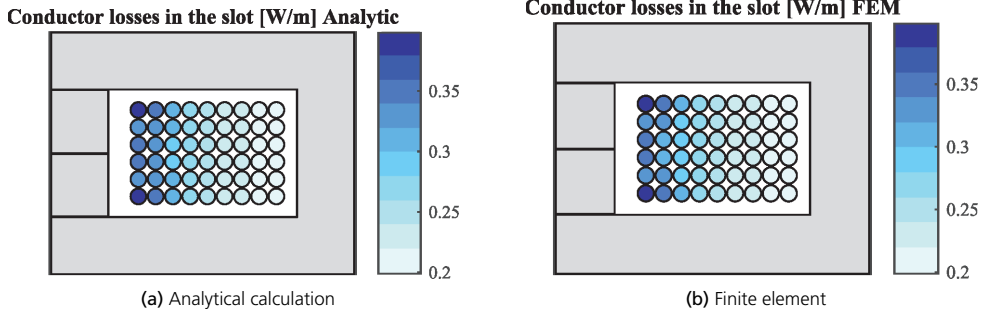 Conductor losses in the slot [W/m] Analytic
0.35
0.3
0.25
0.2
(a) Analytical calculation
Conductor losses in the slot [W/m] FEM
0.35
0.3
0.25
0.2
(b) Finite element